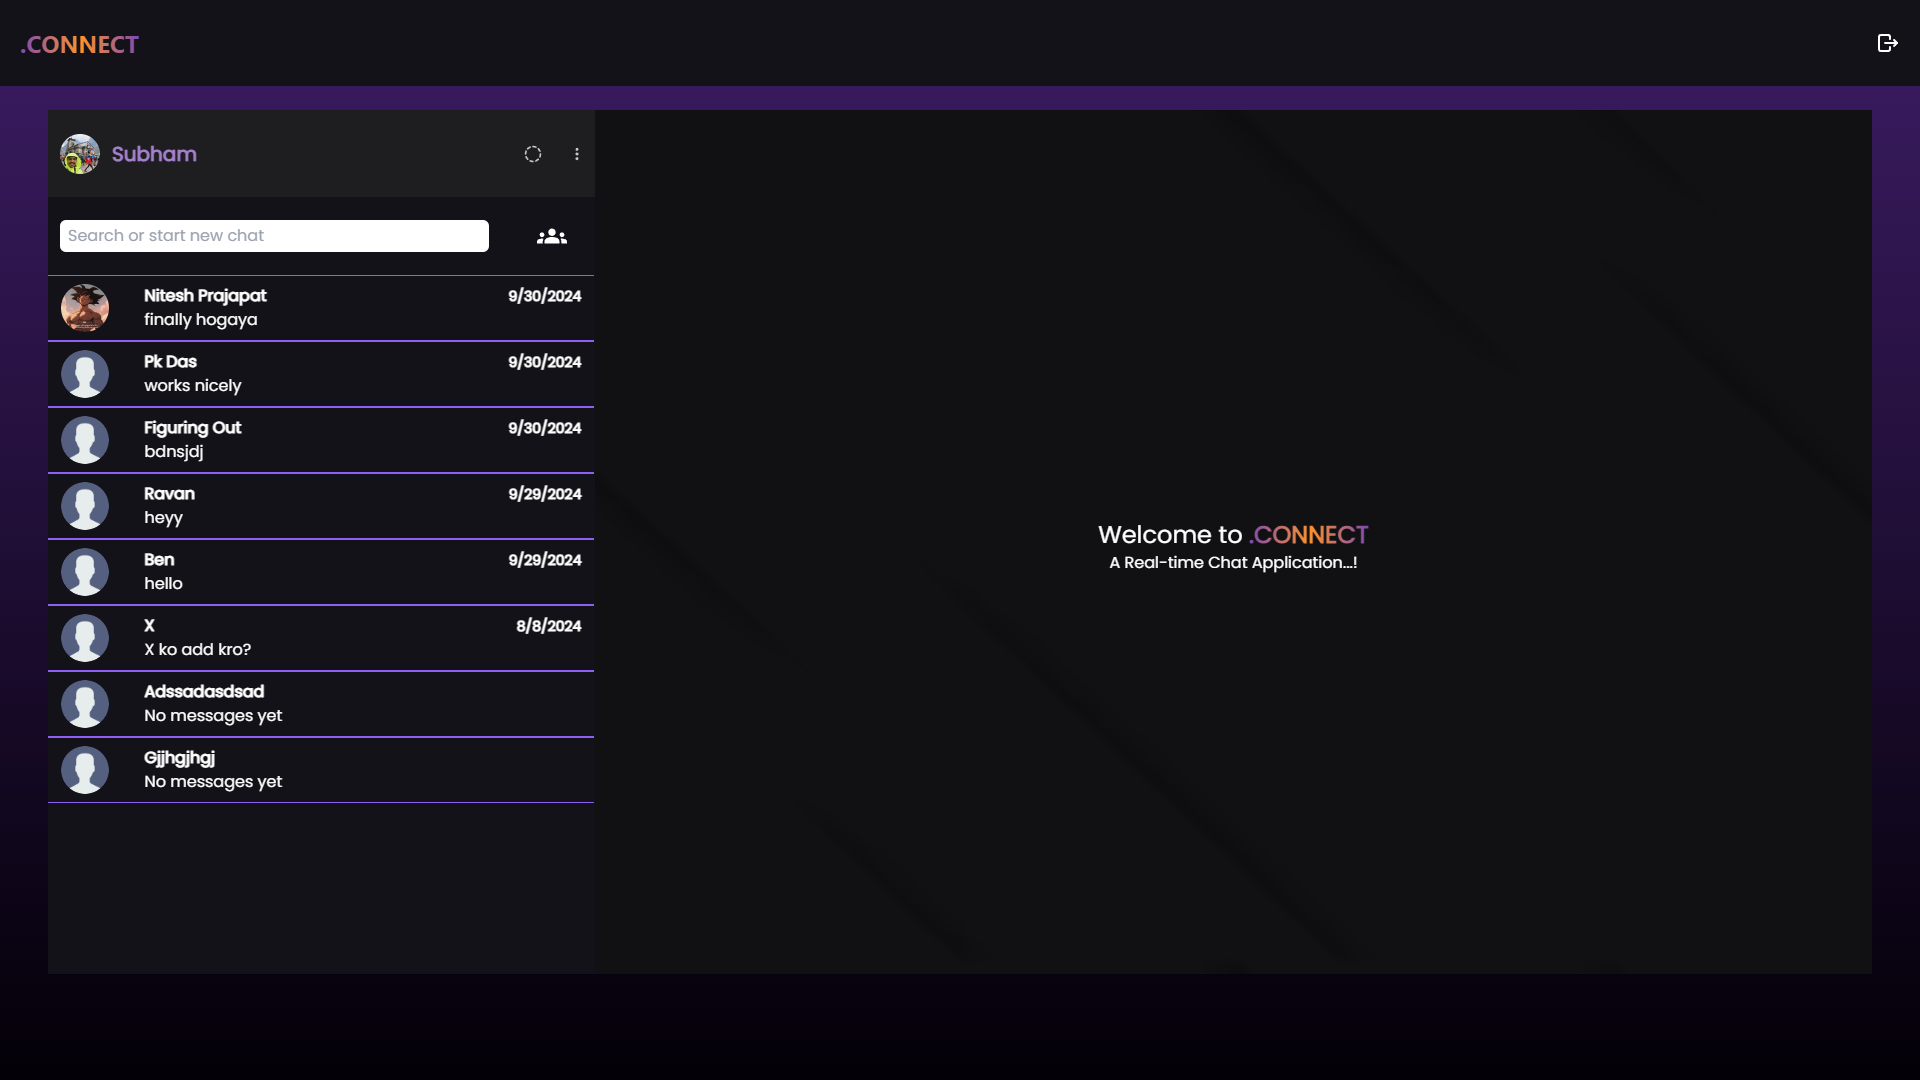 .CONNECT
Subham
Search or start new chat
Nitesh Prajapat 9/30/2024
finally hogaya
Pk Das 9/30/2024
works nicely
Figuring Out 9/30/2024
bdnsjdj
Ravan 9/29/2024
heyy
Ben 9/29/2024
hello
X 8/8/2024
X ko add kro?
Adssadasdsad
No messages yet
Gjjhgjhgj
No messages yet
Welcome to .CONNECT
A Real-time Chat Application...!